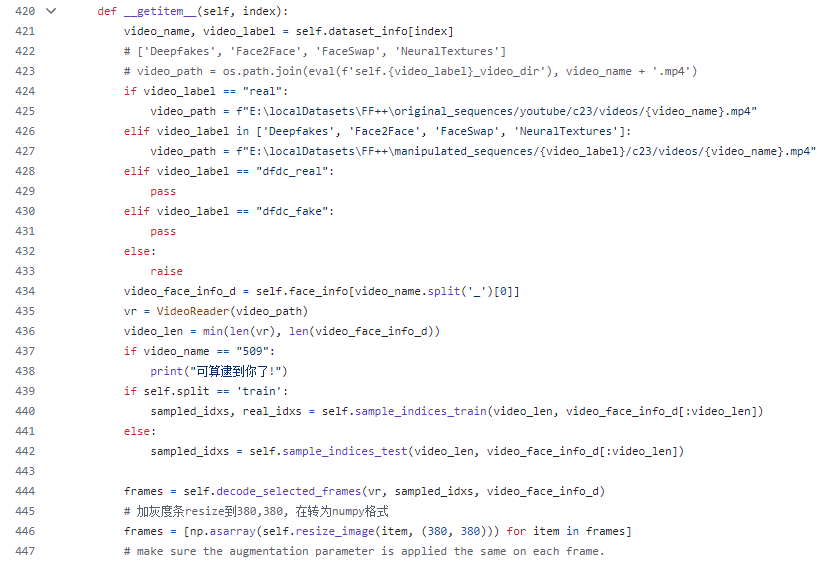 420 def __getitem__(self, index):
421 video_name, video_label = self.dataset_info[index]
422 # ['Deepfakes', 'Face2Face', 'FaceSwap', 'NeuralTextures']
423 # video_path = os.path.join(eval(f'self.{video_label}_video_dir'), video_name + '.mp4')
424 if video_label == "real":
425 video_path = f"E:\localDatasets\FF++\original_sequences/youtube/c23/videos/{video_name}.mp4"
426 elif video_label in ['Deepfakes', 'Face2Face', 'FaceSwap', 'NeuralTextures']:
427 video_path = f"E:\localDatasets\FF++\manipulated_sequences/{video_label}/c23/videos/{video_name}.mp4"
428 elif video_label == "dfdc_real":
429 pass
430 elif video_label == "dfdc_fake":
431 pass
432 else:
433 raise
434 video_face_info_d = self.face_info[video_name.split('_')[0]]
435 vr = VideoReader(video_path)
436 video_len = min(len(vr), len(video_face_info_d))
437 if video_name == "509":
438 print("可算逮到你了!")
439 if self.split == 'train':
440 sampled_idxs, real_idxs = self.sample_indices_train(video_len, video_face_info_d[:video_len])
441 else:
442 sampled_idxs = self.sample_indices_test(video_len, video_face_info_d[:video_len])
443
444 frames = self.decode_selected_frames(vr, sampled_idxs, video_face_info_d)
445 # 加灰度条resize到380,380, 在转为numpy格式
446 frames = [np.asarray(self.resize_image(item, (380, 380))) for item in frames]
447 # make sure the augmentation parameter is applied the same on each frame.